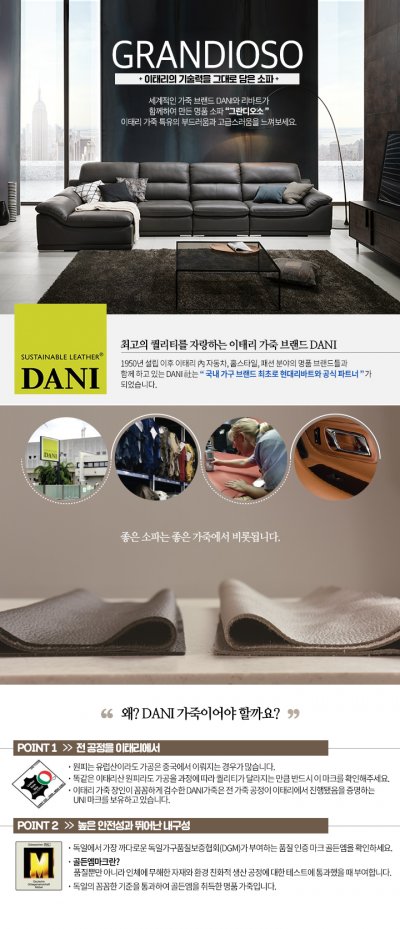 GRANDIOSO
+ 이태리의 기술력을 그대로 담은 소파 +
세계적인 가죽 브랜드 DANI와 리바트가
함께하여 만든 명품 소파 "그란디오소"
이태리 가죽 특유의 부드러움과 고급스러움을 느껴보세요.
SUSTAINABLE LEATHER®
DANI
최고의 퀄리티를 자랑하는 이태리 가죽 브랜드 DANI
1950년 설립 이후 이태리 內 자동차, 홈스타일, 패션 분야의 명품 브랜드들과
함께 하고 있는 DANI 社는 " 국내 가구 브랜드 최초로 현대리바트와 공식 파트너 " 가
되었습니다.
DANI
좋은 소파는 좋은 가죽에서 비롯됩니다.
“ 왜? DANI 가죽이어야 할까요? ”
POINT 1 >> 전 공정을 이태리에서
· 원피는 유럽산이라도 가공은 중국에서 이뤄지는 경우가 많습니다.
· 똑같은 이태리산 원피라도 가공을 과정에 따라 퀄리티가 달라지는 만큼 반드시 이 마크를 확인해주세요.
· 이태리 가죽 장인이 꼼꼼하게 검수한 DANI가죽은 전 가죽 공정이 이태리에서 진행됐음을 증명하는
UNI 마크를 보유하고 있습니다.
POINT 2 >> 높은 안전성과 뛰어난 내구성
· 독일에서 가장 까다로운 독일가구품질보증협회(DGM)가 부여하는 품질 인증 마크 골든엠을 확인하세요.
· 골든엠마크란?
품질뿐만 아니라 인체에 무해한 자재와 환경 친화적 생산 공정에 대한 테스트에 통과했을 때 부여합니다.
· 독일의 꼼꼼한 기준을 통과하여 골든엠을 취득한 명품 가죽입니다.
M